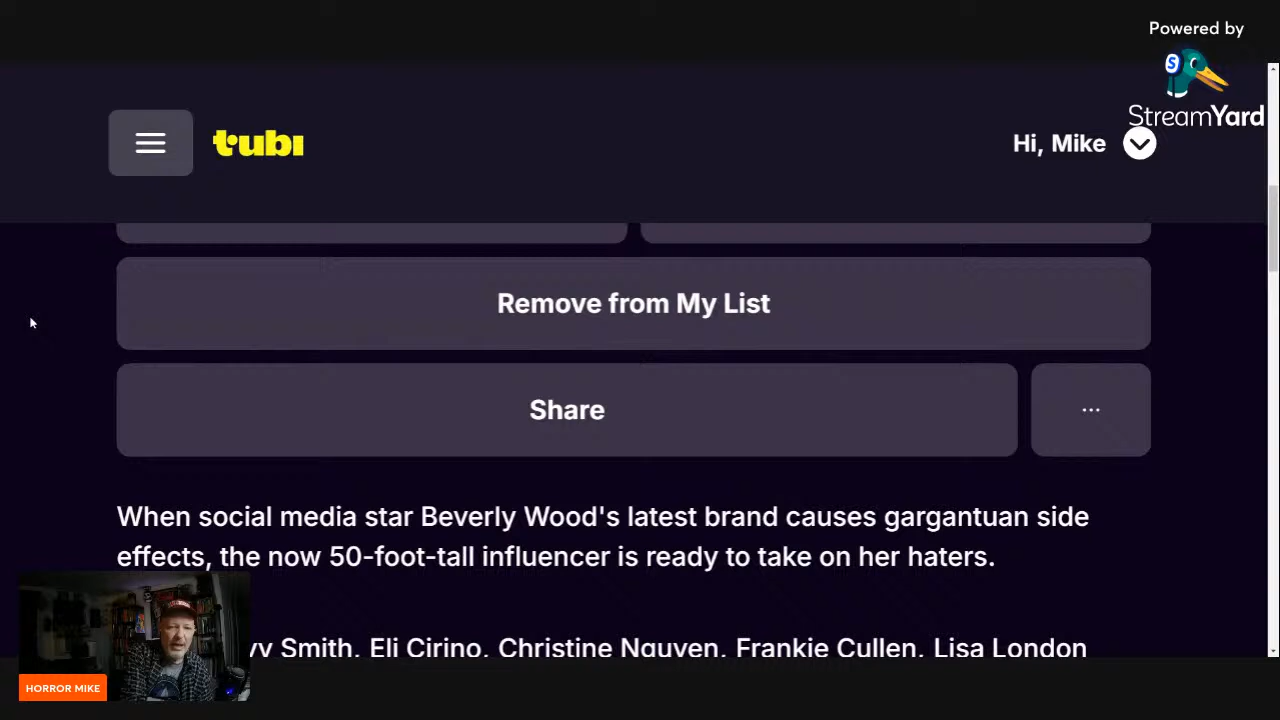 Powered by
StreamYard
tubi
Hi, Mike
Remove from My List
Share
...
When social media star Beverly Wood's latest brand causes gargantuan side
effects, the now 50-foot-tall influencer is ready to take on her haters.
Smith, Eli Cirino, Christine Nguyen, Frankie Cullen, Lisa London
HORROR MIKE